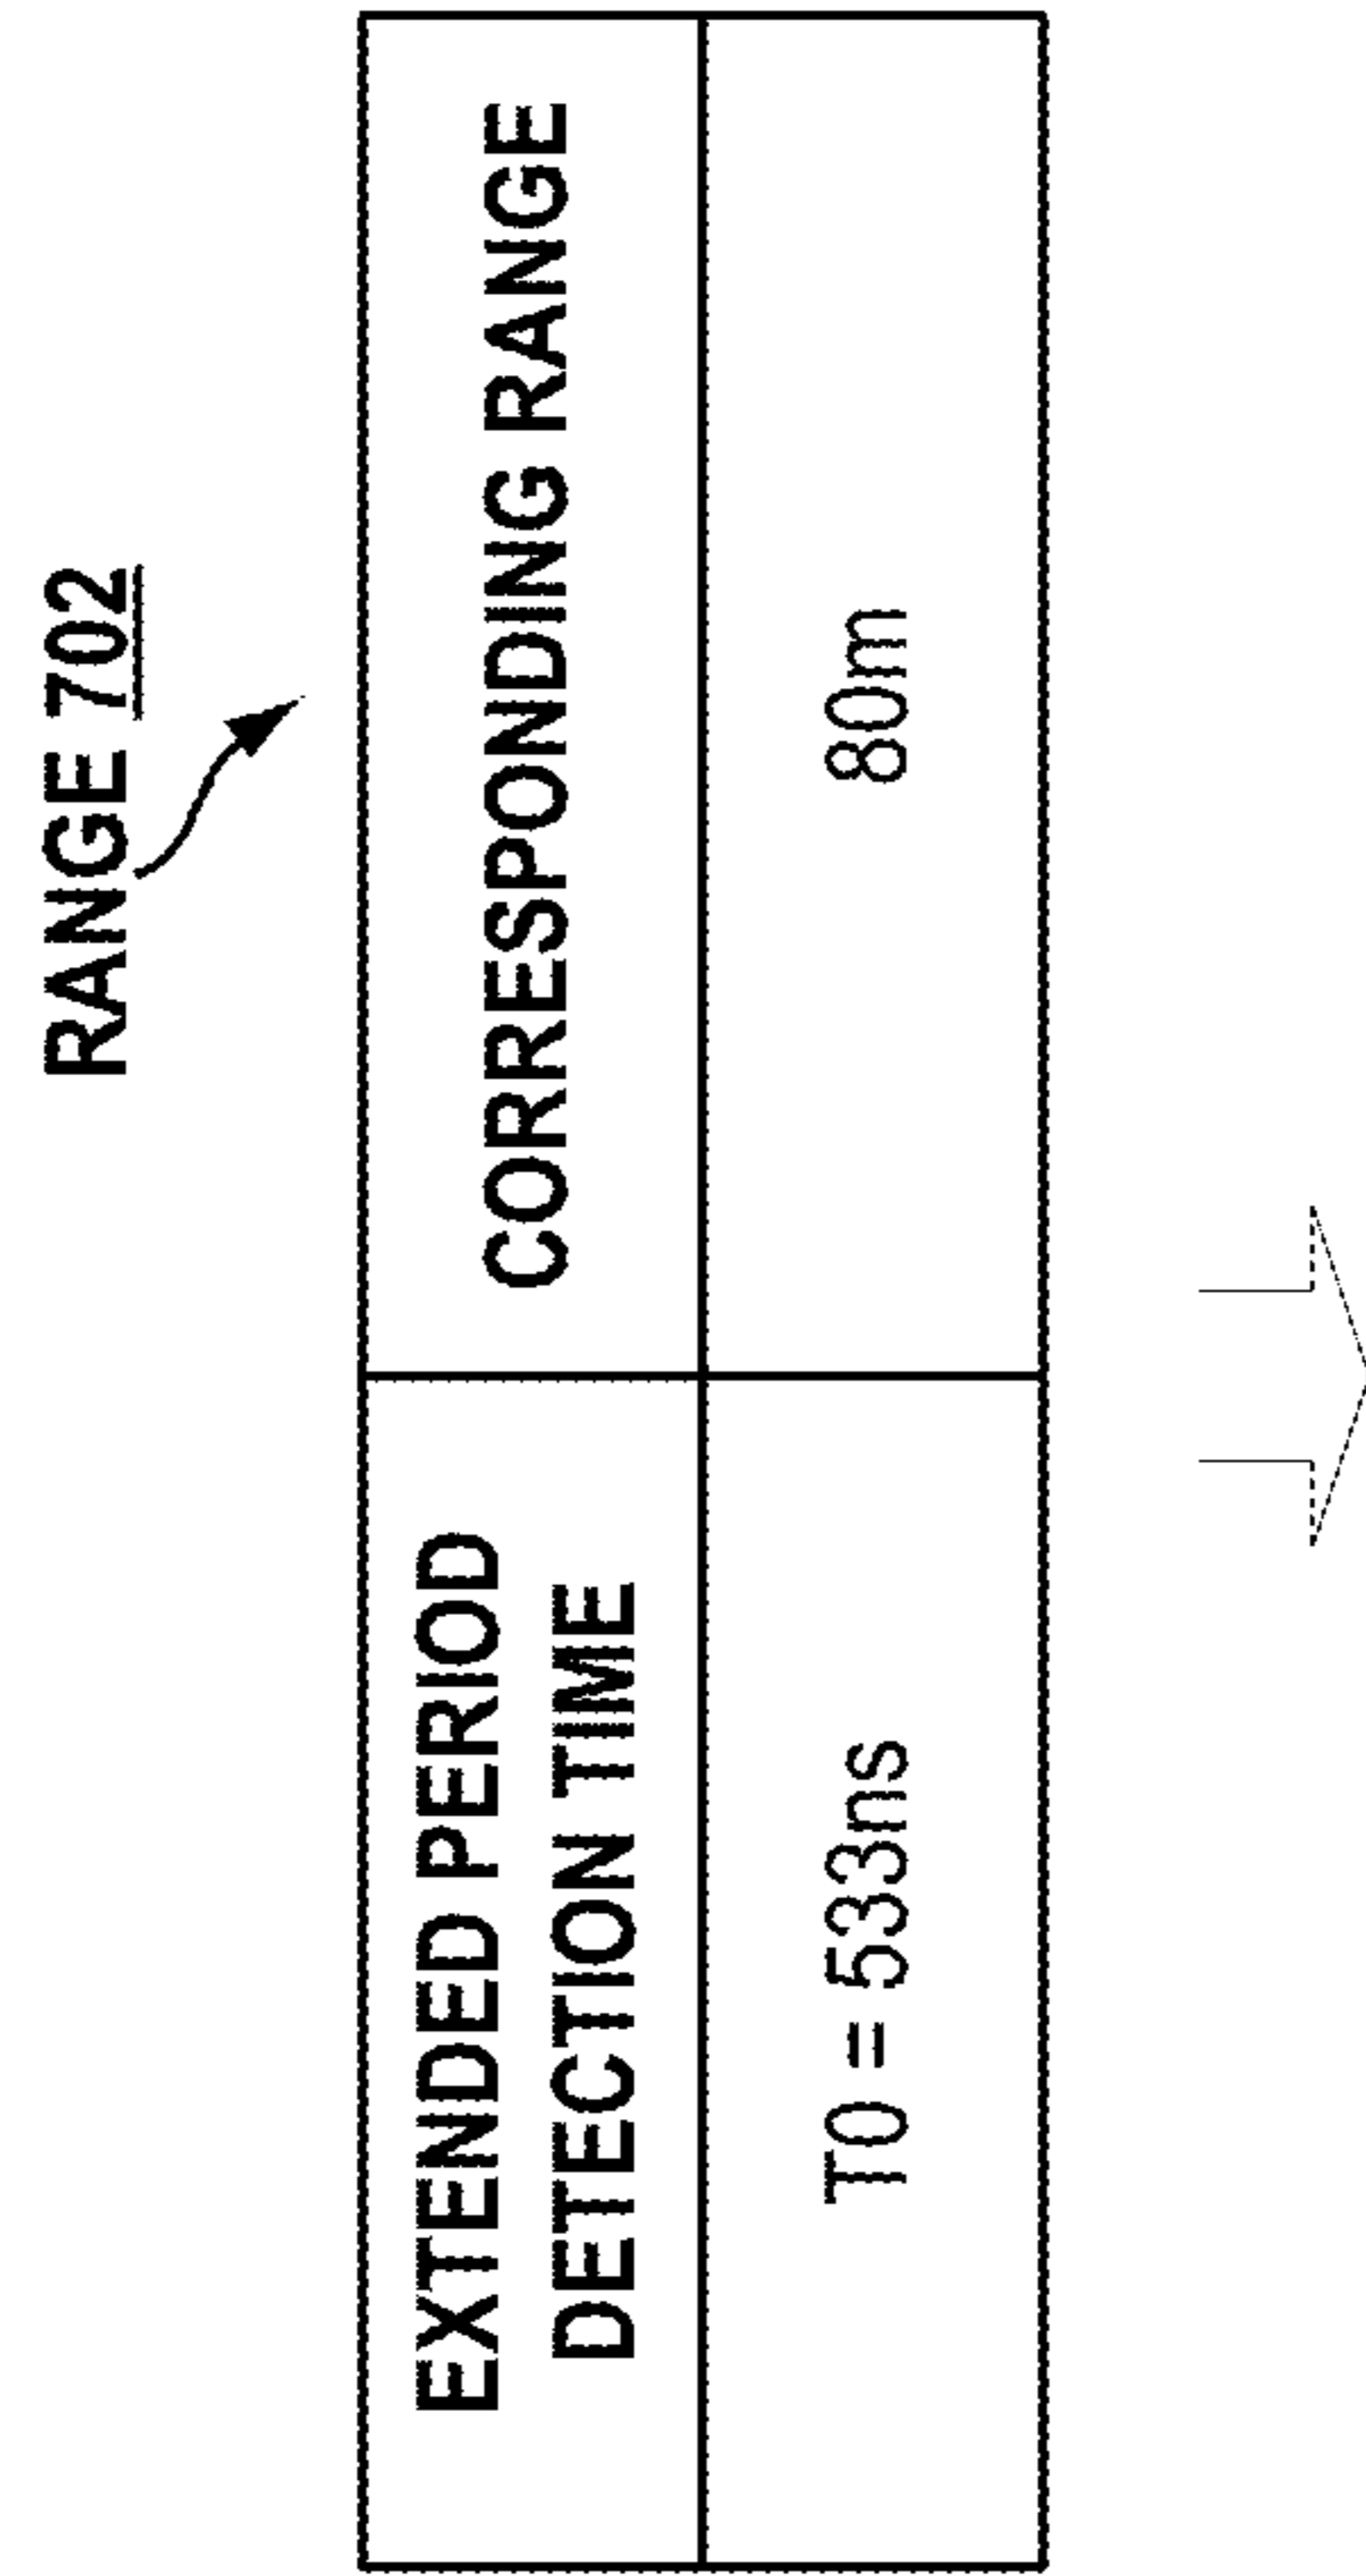 RANGE 702
EXTENDED PERIOD
DETECTION TIME
CORRESPONDING RANGE
T0 = 533ns
80m